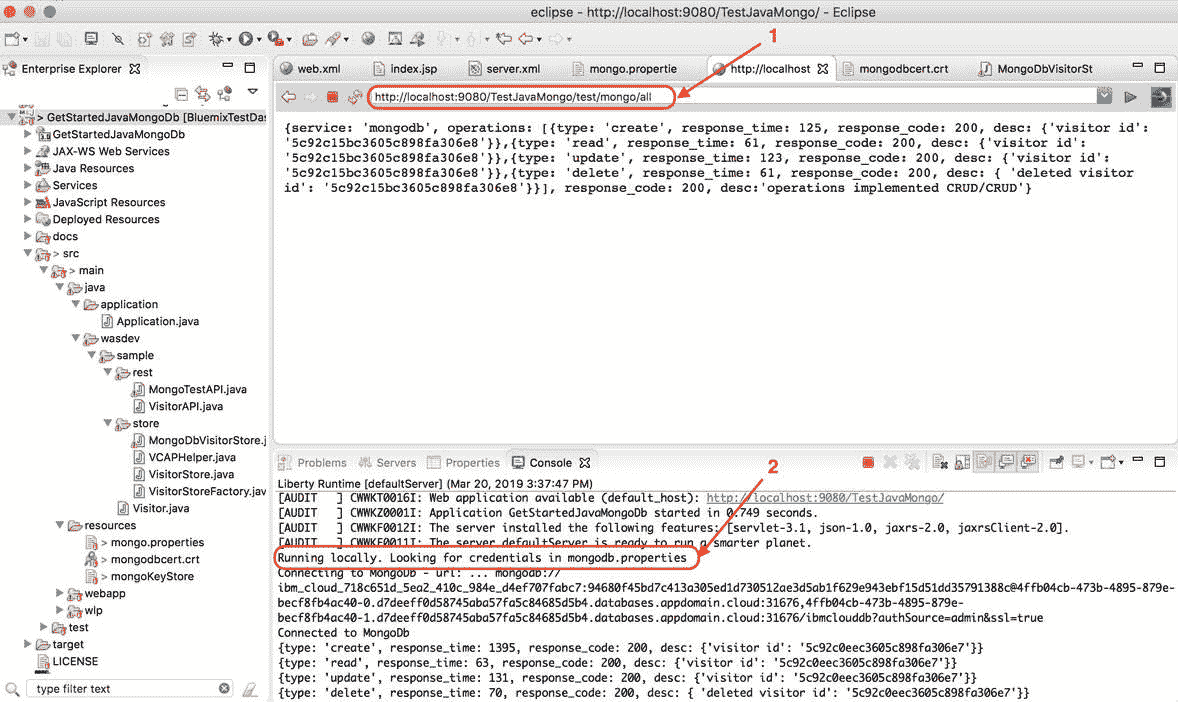 eclipse - http://localhost:9080/TestJavaMongo/ - Eclipse
1
Enterprise Explorer
web.xml
index.jsp
server.xml
mongo.propertie
http://localhost
mongodbcert.crt
MongoDbVisitorSt
http://localhost:9080/TestJavaMongo/test/mongo/all
> GetStartedJavaMongoDb [BluemixTestDas
GetStartedJavaMongoDb
JAX-WS Web Services
Java Resources
Services
JavaScript Resources
Deployed Resources
docs
> src
> main
java
application
Application.java
wasdev
sample
rest
MongoTestAPI.java
VisitorAPI.java
store
MongoDbVisitorStore.j
VCAPHelper.java
VisitorStore.java
VisitorStoreFactory.jav
Visitor.java
resources
> mongo.properties
> mongodbcert.crt
> mongoKeyStore
webapp
wlp
test
target
LICENSE
type filter text
{service: 'mongodb', operations: [{type: 'create', response_time: 125, response_code: 200, desc: {'visitor id':
'5c92c15bc3605c898fa306e8'}},{type: 'read', response_time: 61, response_code: 200, desc: {'visitor id':
'5c92c15bc3605c898fa306e8'}},{type: 'update', response_time: 123, response_code: 200, desc: {'visitor id':
'5c92c15bc3605c898fa306e8'}},{type: 'delete', response_time: 61, response_code: 200, desc: { 'deleted visitor
id': '5c92c15bc3605c898fa306e8'}}], response_code: 200, desc:'operations implemented CRUD/CRUD'}
Problems
Servers
Properties
Console
2
Liberty Runtime [defaultServer] (Mar 20, 2019 3:37:47 PM)
[AUDIT ] CWWKT0016I: Web application available (default_host): http://localhost:9080/TestJavaMongo/
[AUDIT ] CWWKZ0001I: Application GetStartedJavaMongoDb started in 0.749 seconds.
[AUDIT ] CWWKF0012I: The server installed the following features: [servlet-3.1, json-1.0, jaxrs-2.0, jaxrsClient-2.0].
[AUDIT ] CWWKF0011I: The server defaultServer is ready to run a smarter planet.
Running locally. Looking for credentials in mongodb.properties
Connecting to MongoDb - url: ... mongodb://
ibm_cloud_718c651d_5ea2_410c_984e_d4ef707fabc7:94680f45bd7c413a305ed1d730512ae3d5ab1f629e943ebf15d51dd35791388c@4ffb04cb-473b-4895-879e-
becf8fb4ac40-0.d7deeff0d58745aba57fa5c84685d5b4.databases.appdomain.cloud:31676,4ffb04cb-473b-4895-879e-
becf8fb4ac40-1.d7deeff0d58745aba57fa5c84685d5b4.databases.appdomain.cloud:31676/ibmclouddb?authSource=admin&ssl=true
Connected to MongoDb
{type: 'create', response_time: 1395, response_code: 200, desc: {'visitor id': '5c92c0eec3605c898fa306e7'}}
{type: 'read', response_time: 63, response_code: 200, desc: {'visitor id': '5c92c0eec3605c898fa306e7'}}
{type: 'update', response_time: 131, response_code: 200, desc: {'visitor id': '5c92c0eec3605c898fa306e7'}}
{type: 'delete', response_time: 70, response_code: 200, desc: { 'deleted visitor id': '5c92c0eec3605c898fa306e7'}}